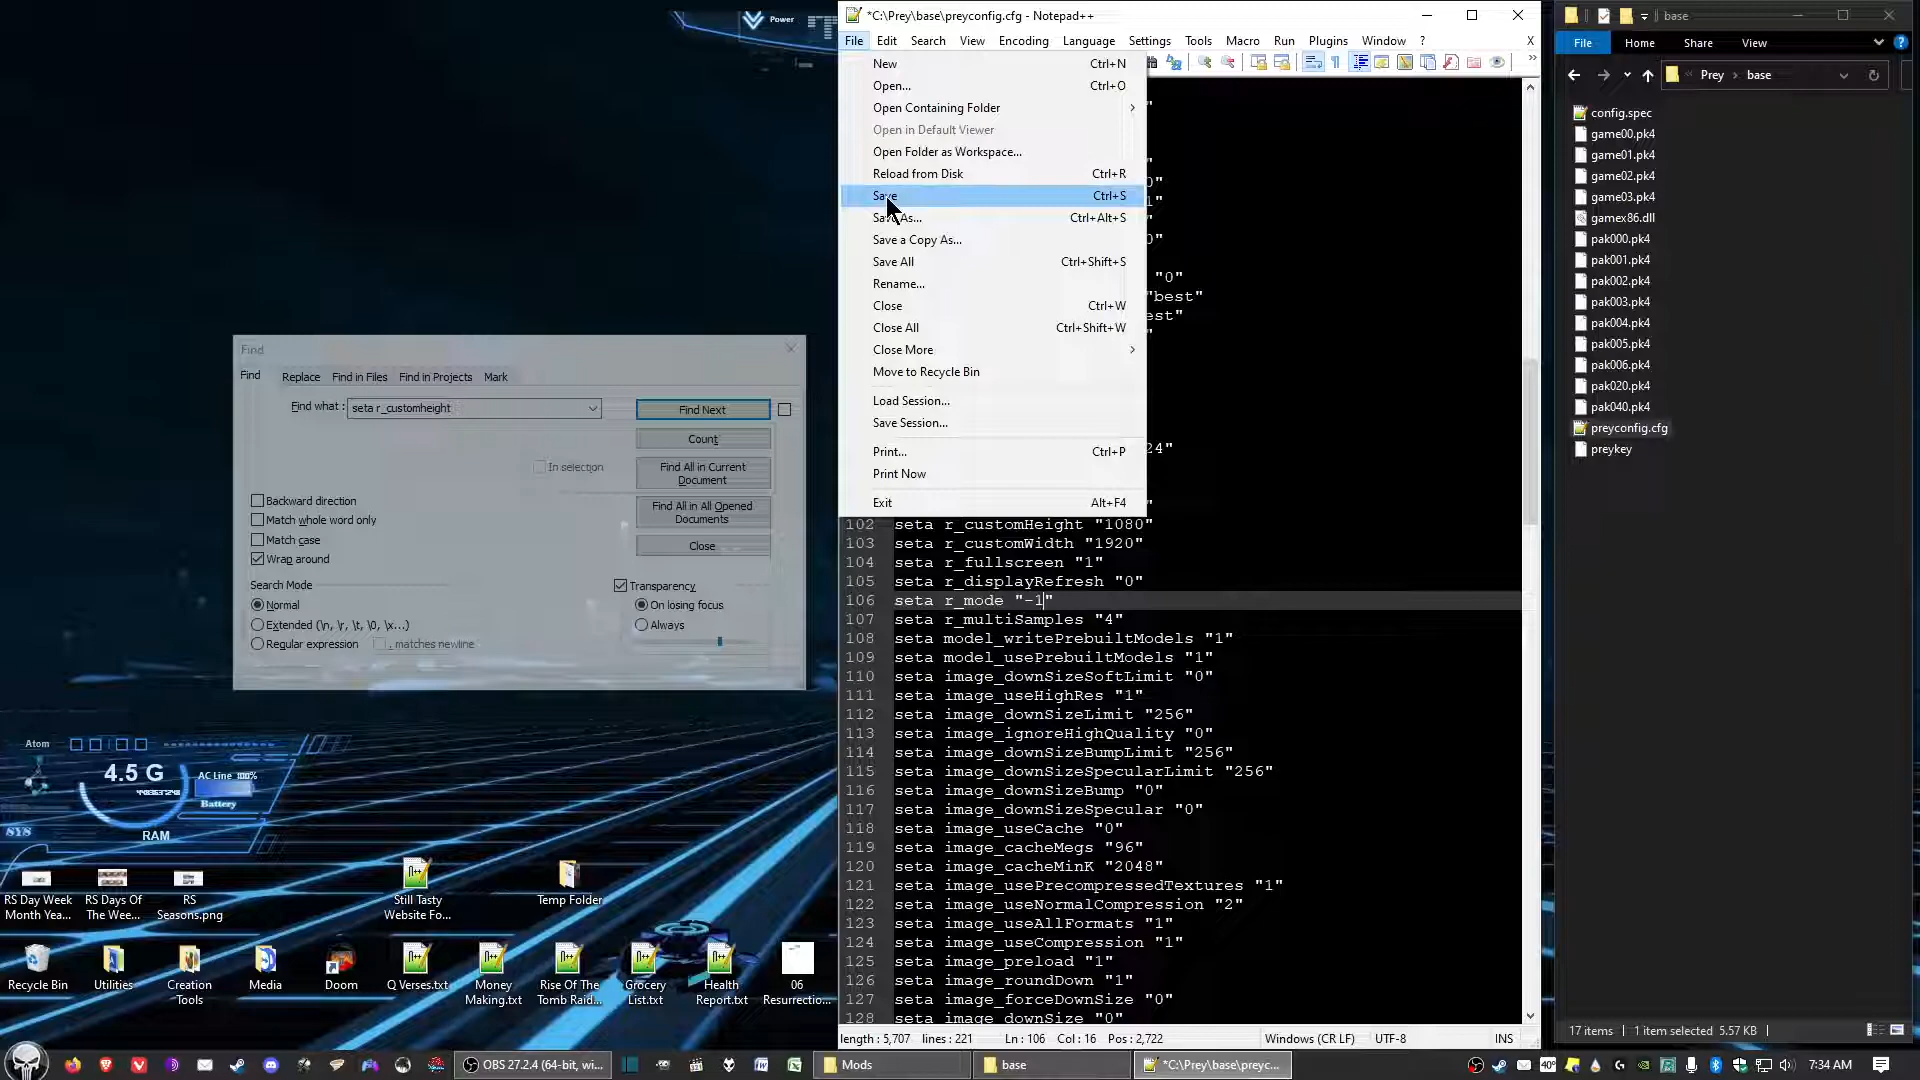 Power
*C:\Prey\base\preyconfig.cfg - Notepad++
File Edit Search View Encoding Language Settings Tools Macro Run Plugins Window ? X
New Ctrl+N
Open... Ctrl+O
Open Containing Folder
Open in Default Viewer
Open Folder as Workspace...
Reload from Disk Ctrl+R
Save Ctrl+S
Save As... Ctrl+Alt+S
Save a Copy As...
Save All Ctrl+Shift+S
Rename...
Close Ctrl+W
Close All Ctrl+Shift+W
Close More
Move to Recycle Bin
Load Session...
Save Session...
Print... Ctrl+P
Print Now
Exit Alt+F4
"
"
0"
1"
"
0"
"0"
"best"
est"
"
24"
"
102 seta r_customHeight "1080"
103 seta r_customWidth "1920"
104 seta r_fullscreen "1"
105 seta r_displayRefresh "0"
106 seta r_mode "-1"
107 seta r_multiSamples "4"
108 seta model_writePrebuiltModels "1"
109 seta model_usePrebuiltModels "1"
110 seta image_downSizeSoftLimit "0"
111 seta image_useHighRes "1"
112 seta image_downSizeLimit "256"
113 seta image_ignoreHighQuality "0"
114 seta image_downSizeBumpLimit "256"
115 seta image_downSizeSpecularLimit "256"
116 seta image_downSizeBump "0"
117 seta image_downSizeSpecular "0"
118 seta image_useCache "0"
119 seta image_cacheMegs "96"
120 seta image_cacheMinK "2048"
121 seta image_usePrecompressedTextures "1"
122 seta image_useNormalCompression "2"
123 seta image_useAllFormats "1"
124 seta image_useCompression "1"
125 seta image_preload "1"
126 seta image_roundDown "1"
127 seta image_forceDownSize "0"
128 seta image_downSize "0"
length : 5,707 lines : 221 Ln : 106 Col : 16 Pos : 2,722 Windows (CR LF) UTF-8 INS
Find
Find Replace Find in Files Find in Projects Mark
Find what : seta r_customheight Find Next
Count
In selection Find All in Current Document
Backward direction
Find All in All Opened Documents
Match whole word only
Match case Close
Wrap around
Search Mode Transparency
Normal On losing focus
Extended (\n, \r, \t, \0, \x...) Always
Regular expression . matches newline
base
File Home Share View
Prey base
config.spec
game00.pk4
game01.pk4
game02.pk4
game03.pk4
gamex86.dll
pak000.pk4
pak001.pk4
pak002.pk4
pak003.pk4
pak004.pk4
pak005.pk4
pak006.pk4
pak020.pk4
pak040.pk4
preyconfig.cfg
preykey
17 items 1 item selected 5.57 KB
Atom
4.5 G AC Line 100%
Battery
SYS
RAM
RS Day Week Month Yea...
RS Days Of The Wee...
RS Seasons.png
Still Tasty Website Fo...
Temp Folder
Recycle Bin
Utilities
Creation Tools
Media
Doom
Q Verses.txt
Money Making.txt
Rise Of The Tomb Raid...
Grocery List.txt
Health Report.txt
06 Resurrectio...
OBS 27.2.4 (64-bit, wi...
Mods
base
*C:\Prey\base\preyc...
40°
7:34 AM